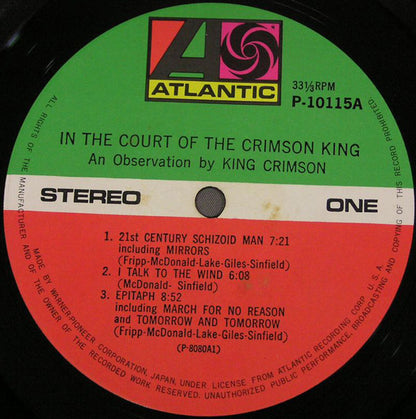 ATLANTIC
33⅓RPM
P-10115A
IN THE COURT OF THE CRIMSON KING
An Observation by KING CRIMSON
STEREO
ONE
1. 21st CENTURY SCHIZOID MAN 7:21
including MIRRORS
(Fripp-McDonald-Lake-Giles-Sinfield)
2. I TALK TO THE WIND 6:08
(McDonald- Sinfield)
3. EPITAPH 8:52
including MARCH FOR NO REASON
and TOMORROW AND TOMORROW
(Fripp-McDonald-Lake-Giles-Sinfield)
(P-8080A1)
ALL RIGHTS OF THE MANUFACTURER AND OF THE OWNER OF THE RECORDED WORK RESERVED. UNAUTHORIZED PUBLIC PERFORMANCE, BROADCASTING AND COPYING OF THIS RECORD PROHIBITED
MADE BY WARNER-PIONEER CORPORATION, JAPAN, UNDER LICENSE FROM ATLANTIC RECORDING CORP. U.S.A.